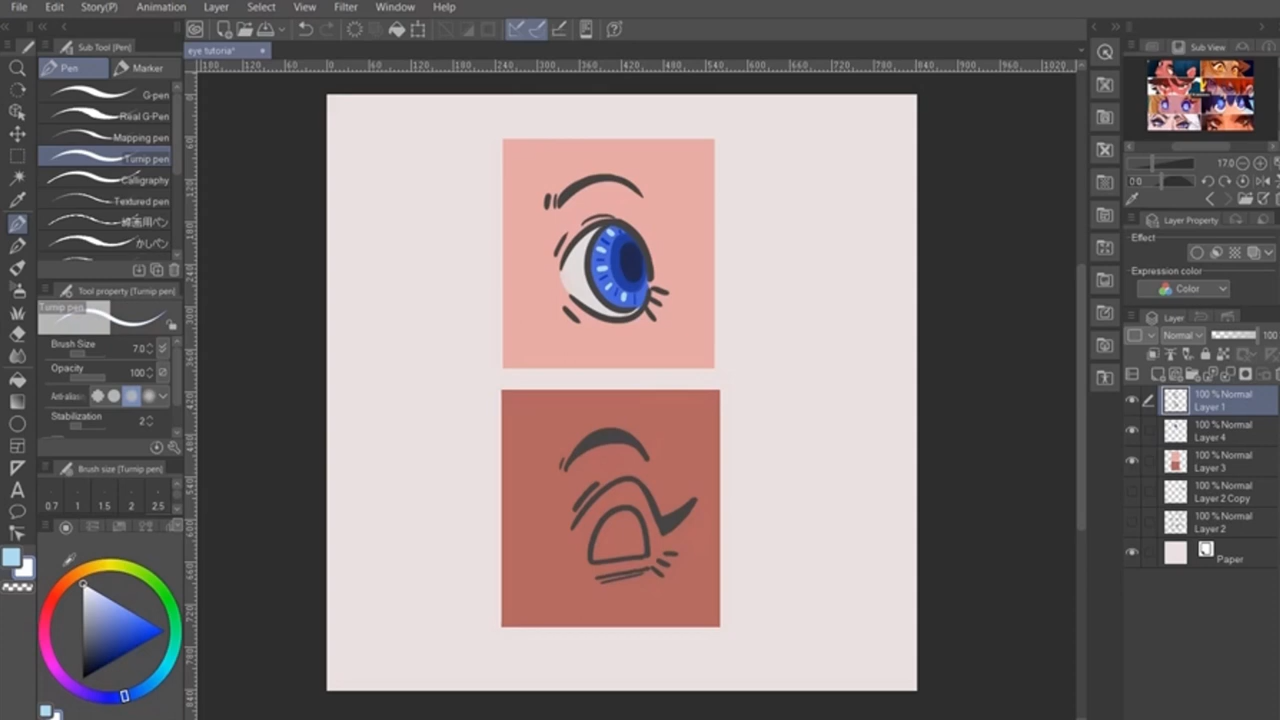 File Edit Story(P) Animation Layer Select View Filter Window Help
Sub Tool [Pen]
eye tutoria*
Sub View
Pen Marker
G-pen
Real G-Pen
Mapping pen
Turnip pen
Calligraphy
Textured pen
線画用ペン
かしペン
Tool property [Turnip pen]
Turnip pen
Brush Size 7.0
Opacity 100
Anti-alias
Stabilization 2
Brush size [Turnip pen]
0.7 1 1.5 2 2.5
17.0
0.0
Layer Property
Effect
Expression color
Color
Layer
Normal 100
100 % Normal
Layer 1
100 % Normal
Layer 4
100 % Normal
Layer 3
100 % Normal
Layer 2 Copy
100 % Normal
Layer 2
Paper